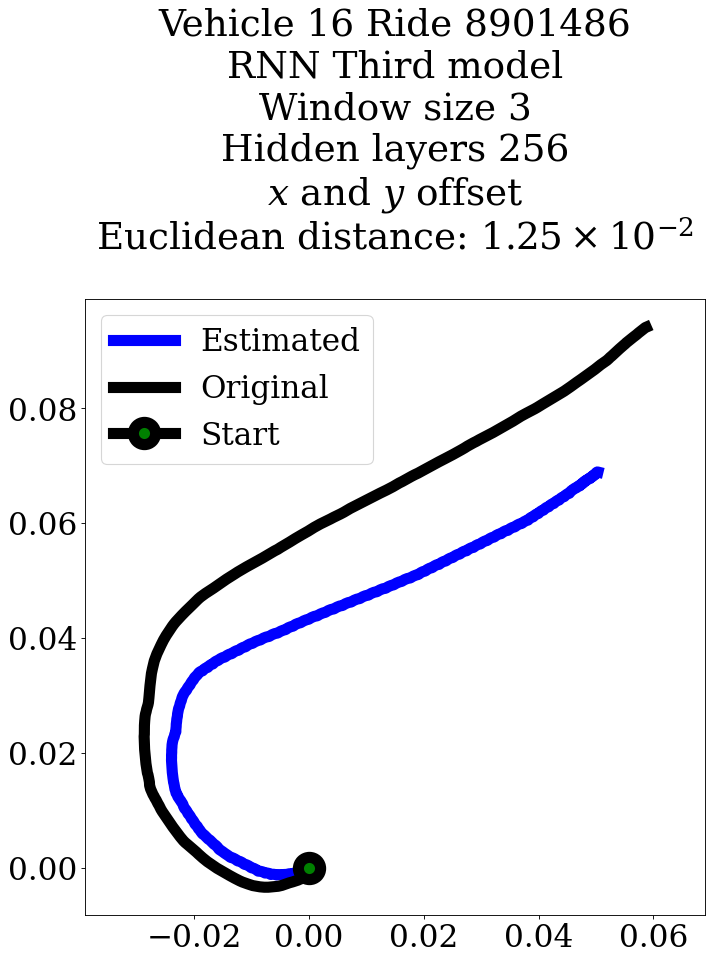 Vehicle 16 Ride 8901486
RNN Third model
Window size 3
Hidden layers 256
x and y offset
Euclidean distance: 1.25 × 10⁻²
Estimated
Original
Start
0.08
0.06
0.04
0.02
0.00
−0.02 0.00 0.02 0.04 0.06